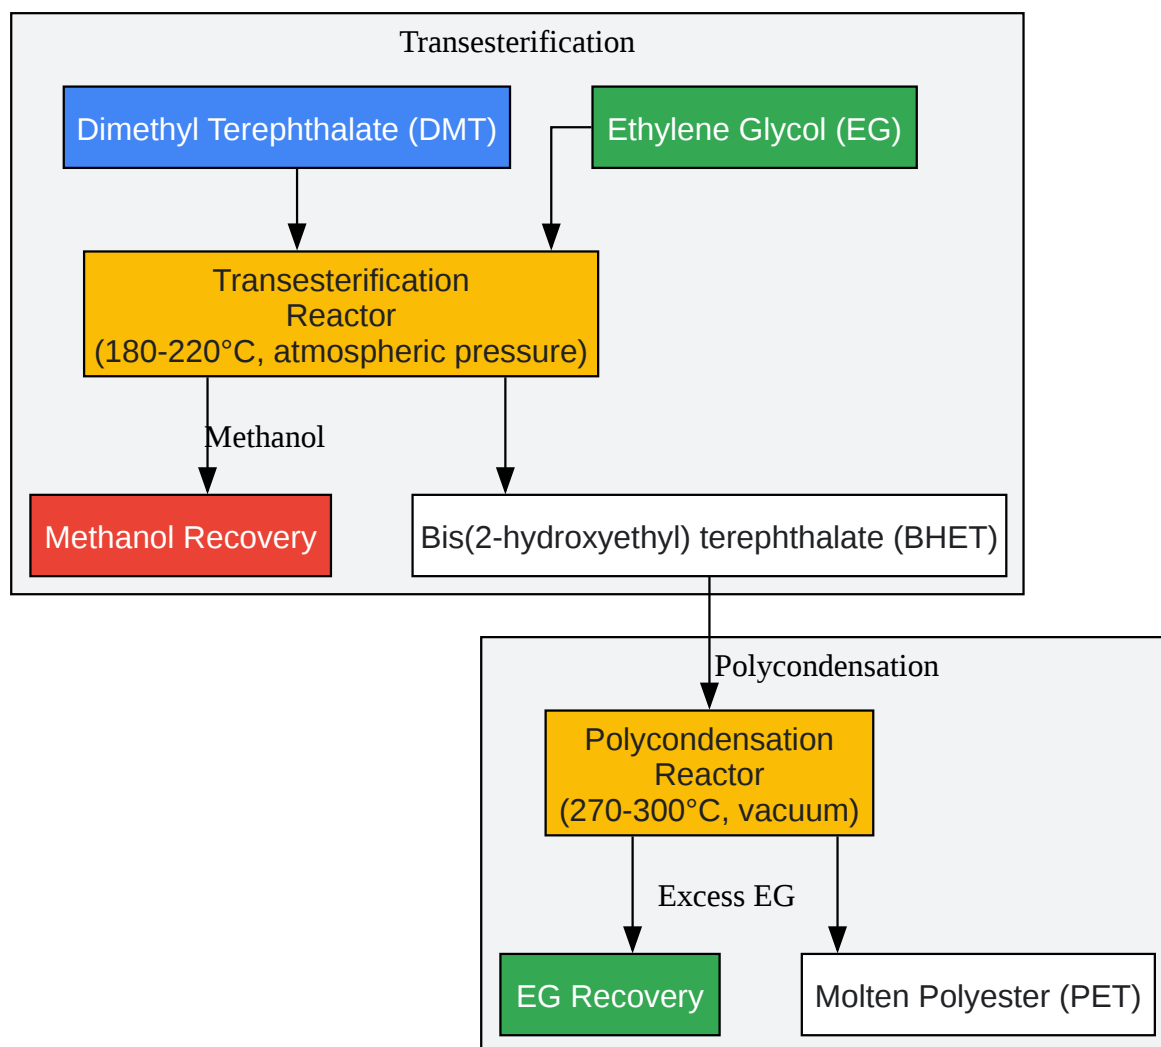 Transesterification
Dimethyl Terephthalate (DMT)
Ethylene Glycol (EG)
Transesterification
Reactor
(180-220°C, atmospheric pressure)
Methanol
Methanol Recovery
Bis(2-hydroxyethyl) terephthalate (BHET)
Polycondensation
Polycondensation
Reactor
(270-300°C, vacuum)
Excess EG
EG Recovery
Molten Polyester (PET)